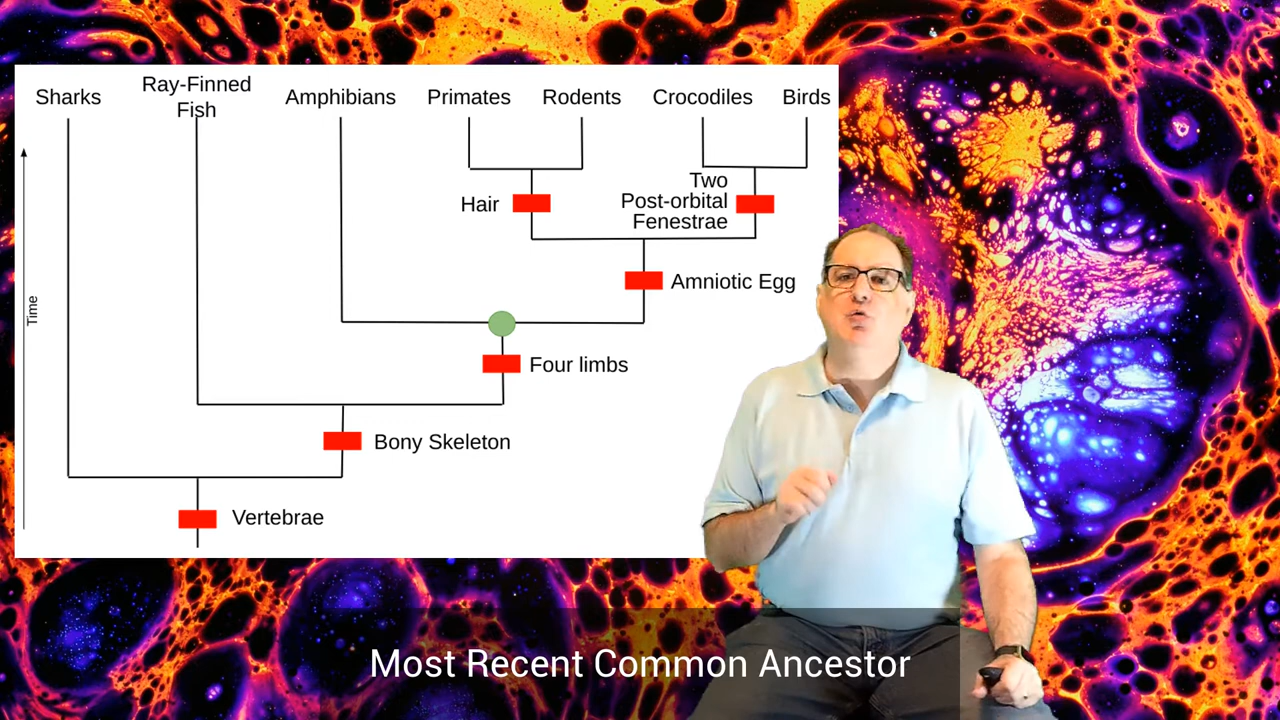 Sharks
Ray-Finned
Fish
Amphibians
Primates
Rodents
Crocodiles
Birds
Time
Hair
Two
Post-orbital
Fenestrae
Amniotic Egg
Four limbs
Bony Skeleton
Vertebrae
Most Recent Common Ancestor